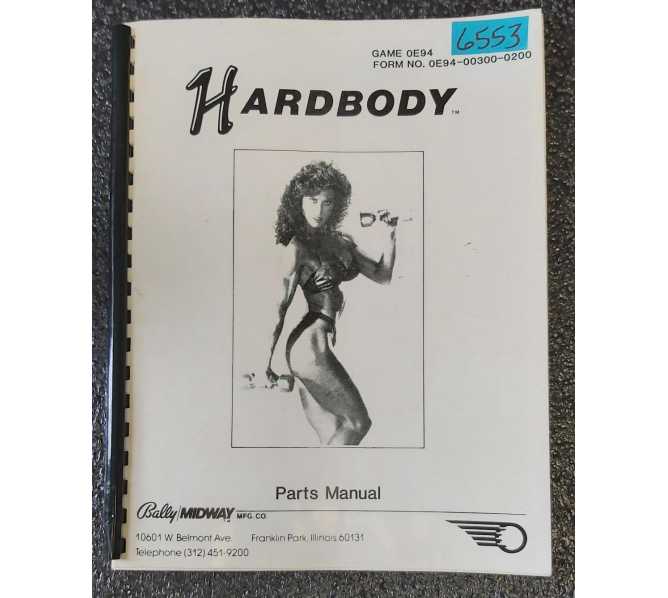 6553
GAME 0E94
FORM NO. 0E94-00300-0200
HARDBODY™
Parts Manual
Bally/MIDWAY MFG. CO.
10601 W. Belmont Ave. Franklin Park, Illinois 60131
Telephone (312) 451-9200